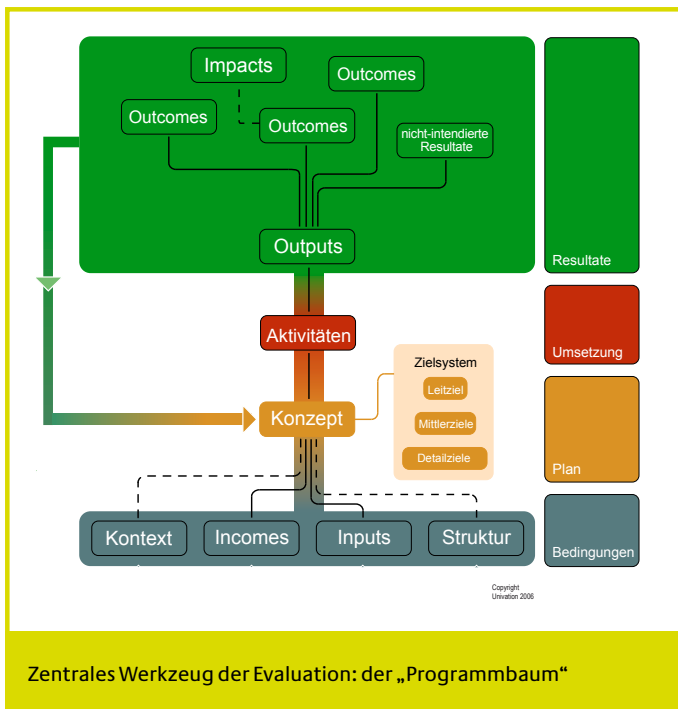 Impacts
Outcomes
Outcomes
Outcomes
nicht-intendierte
Resultate
Outputs
Resultate
Aktivitäten
Umsetzung
Zielsystem
Leitziel
Konzept
Mittlerziele
Detailziele
Plan
Kontext
Incomes
Inputs
Struktur
Bedingungen
Copyright
Univation 2006
Zentrales Werkzeug der Evaluation: der „Programmbaum“